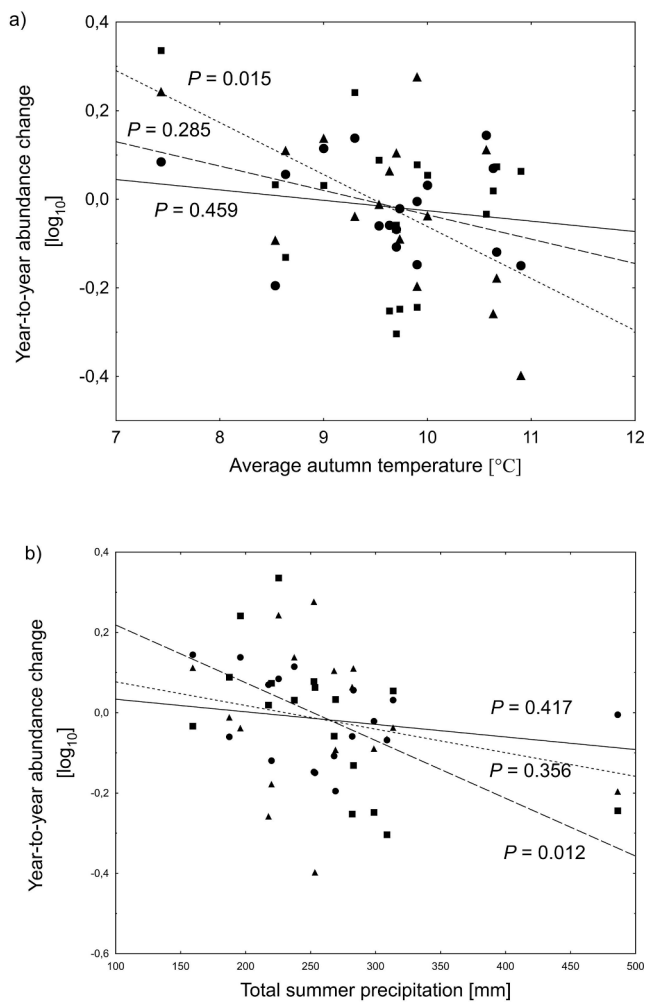 a)
Year-to-year abundance change
[log10]
0,4
0,2
0,0
-0,2
-0,4
P = 0.015
P = 0.285
P = 0.459
7 8 9 10 11 12
Average autumn temperature [°C]
b)
Year-to-year abundance change
[log10]
0,4
0,2
0,0
-0,2
-0,4
-0,6
P = 0.417
P = 0.356
P = 0.012
100 150 200 250 300 350 400 450 500
Total summer precipitation [mm]